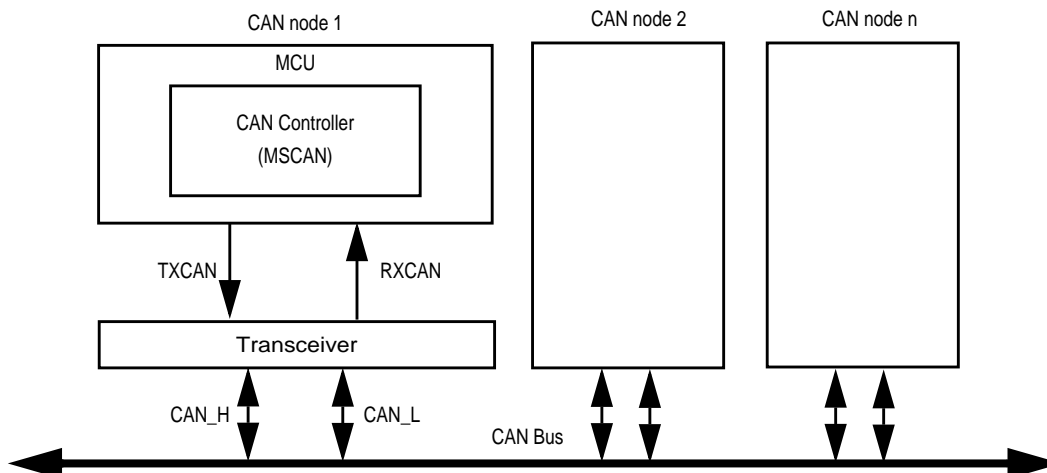 CAN node 1
CAN node 2
CAN node n
MCU
CAN Controller
(MSCAN)
TXCAN
RXCAN
Transceiver
CAN_H
CAN_L
CAN Bus